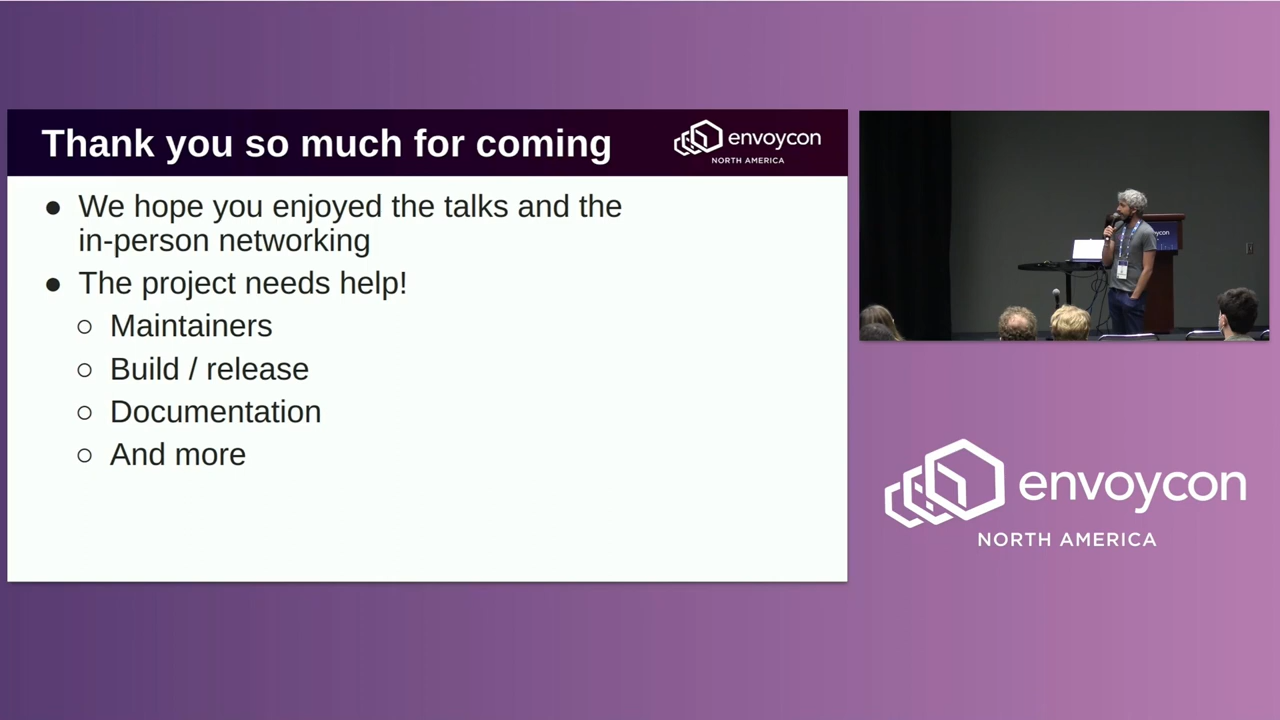 Thank you so much for coming
envoycon
NORTH AMERICA
● We hope you enjoyed the talks and the
in-person networking
● The project needs help!
○ Maintainers
○ Build / release
○ Documentation
○ And more
envoycon
NORTH AMERICA